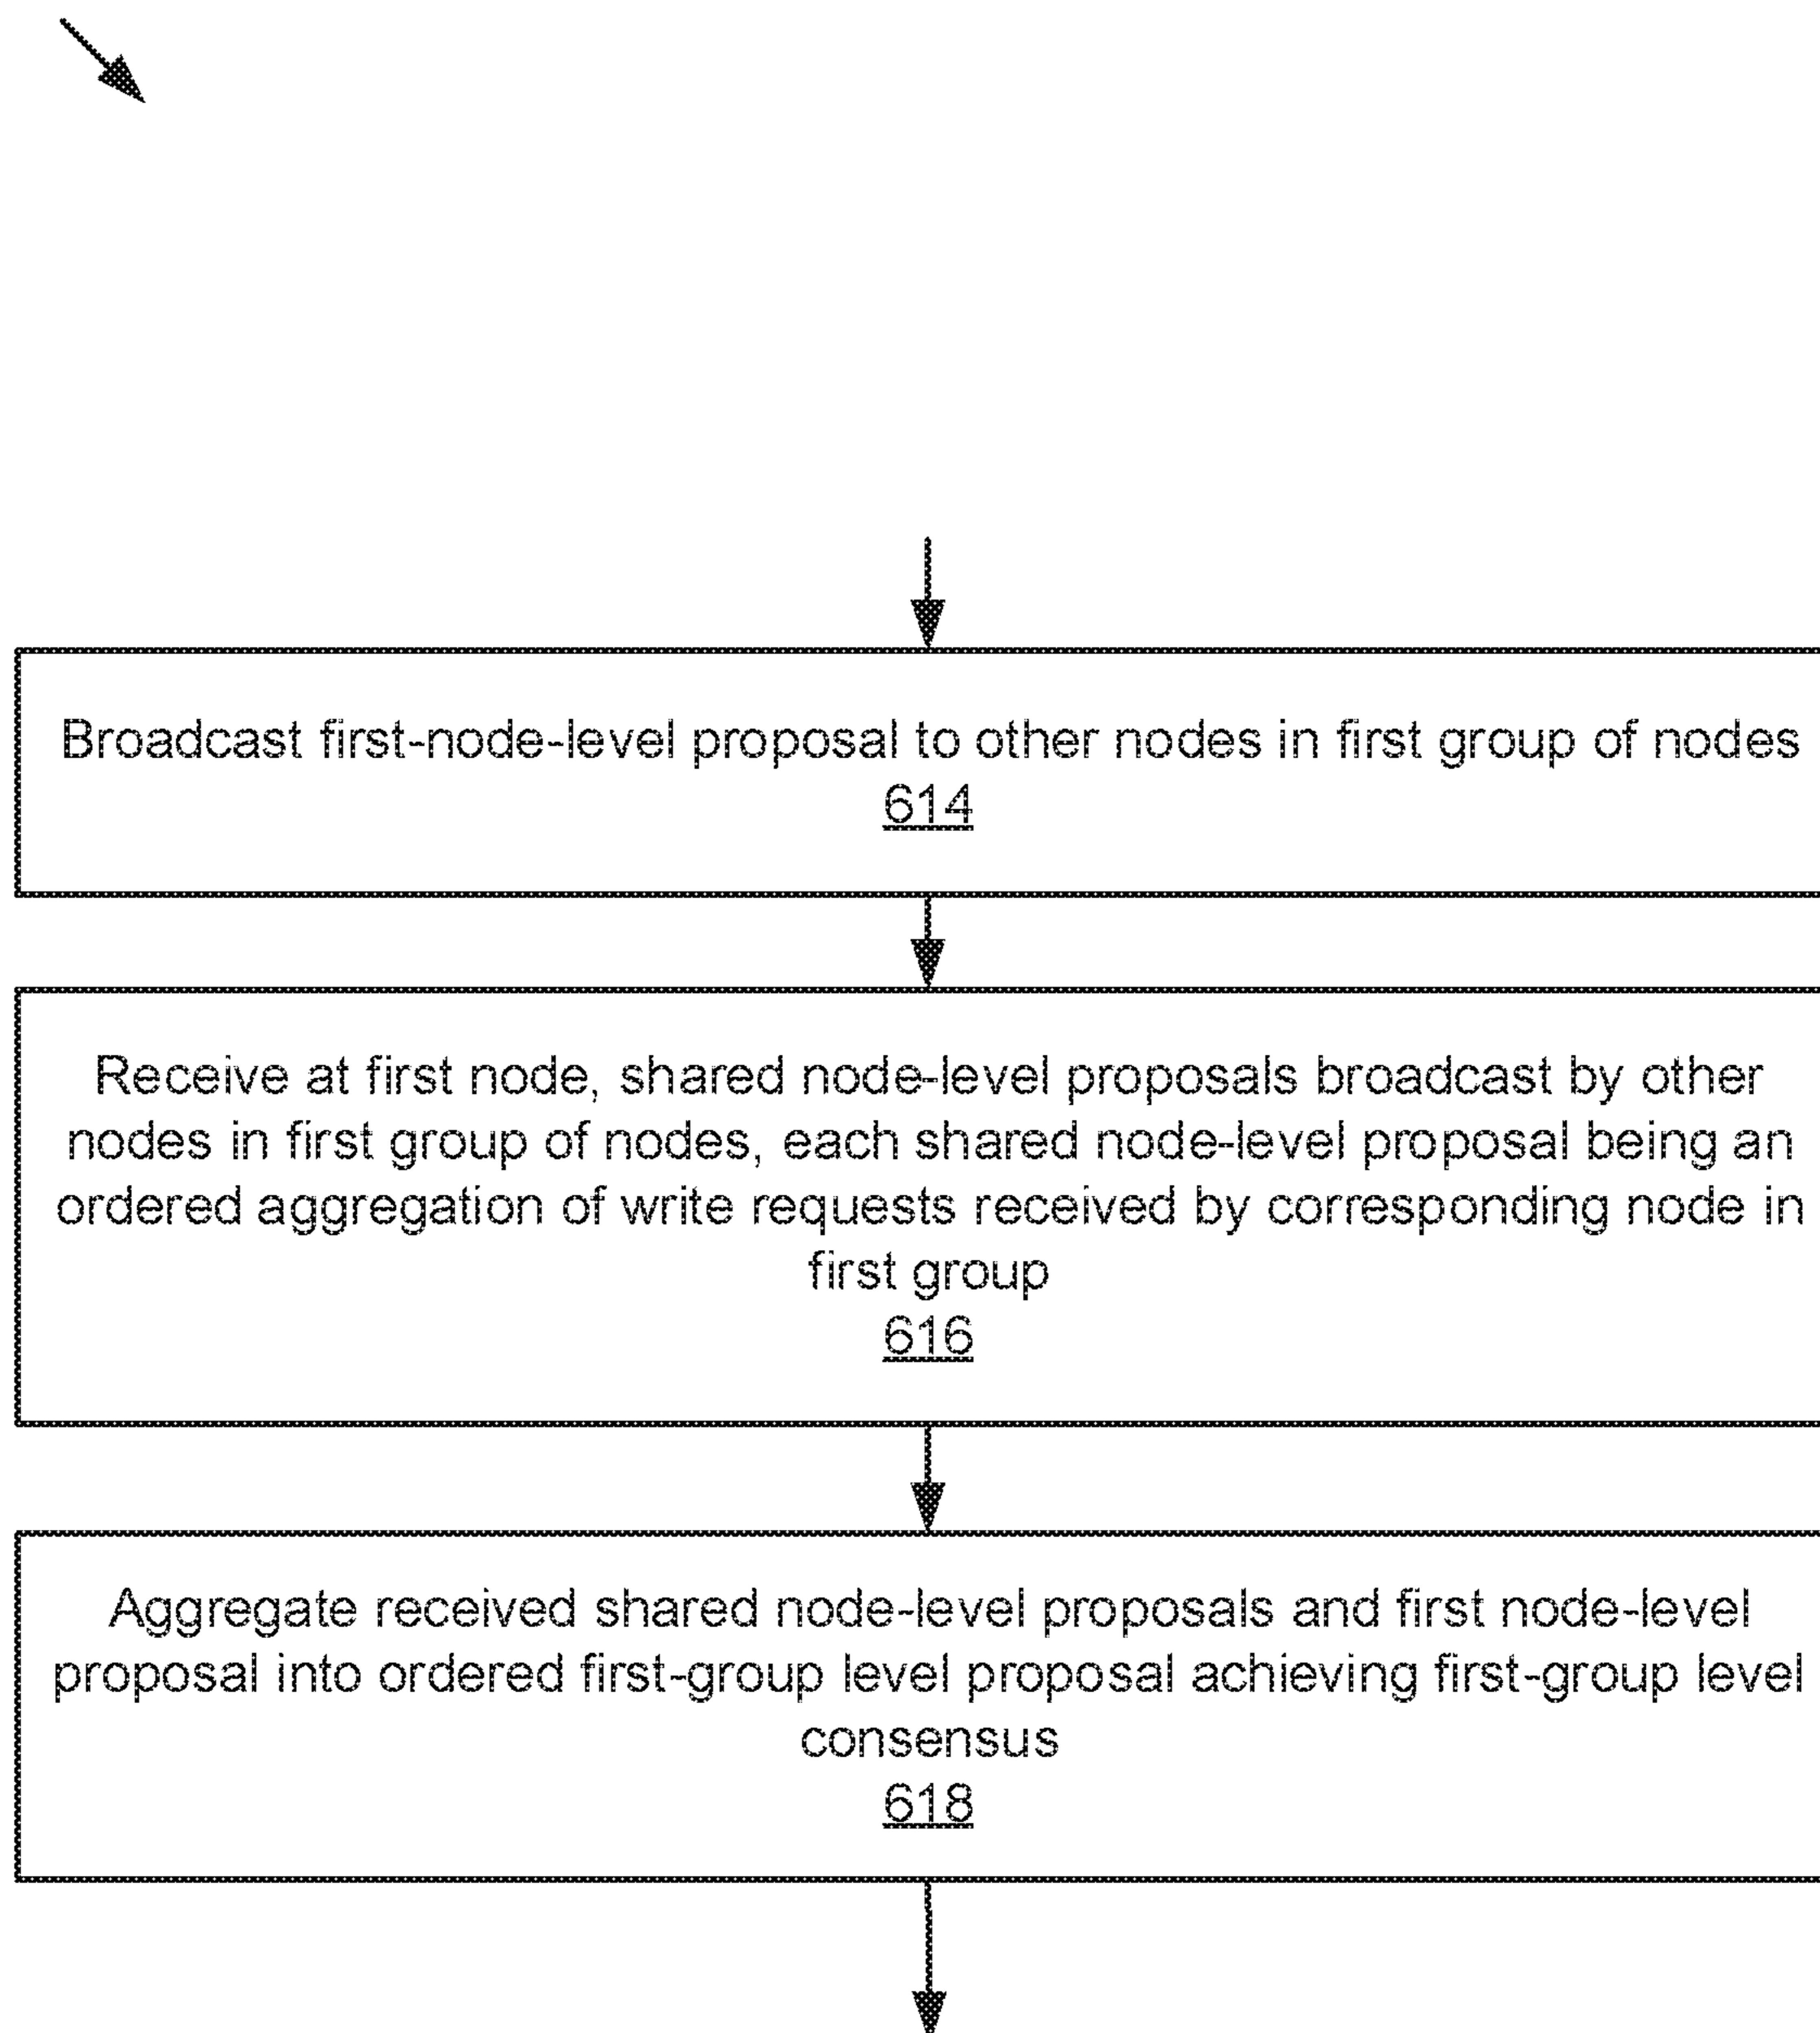 Broadcast first-node-level proposal to other nodes in first group of nodes
614
Receive at first node, shared node-level proposals broadcast by other
nodes in first group of nodes, each shared node-level proposal being an
ordered aggregation of write requests received by corresponding node in
first group
616
Aggregate received shared node-level proposals and first node-level
proposal into ordered first-group level proposal achieving first-group level
consensus
618